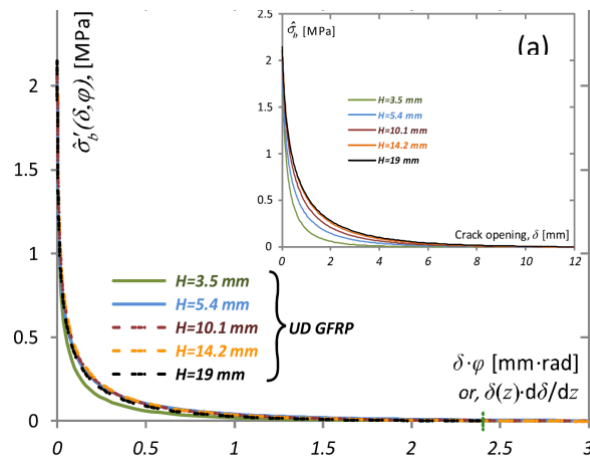 2.5
σ̂b [MPa]
(a)
2
H=3.5 mm
H=5.4 mm
1.5
H=10.1 mm
H=14.2 mm
1
H=19 mm
0.5
Crack opening, δ [mm]
0
0 2 4 6 8 10 12
σ̂′b(δ,φ), [MPa]
2
1.5
1
0.5
0
H=3.5 mm
H=5.4 mm
H=10.1 mm
H=14.2 mm
H=19 mm
UD GFRP
δ·φ [mm·rad]
or, δ(z)·dδ/dz
0 0.5 1 1.5 2 2.5 3